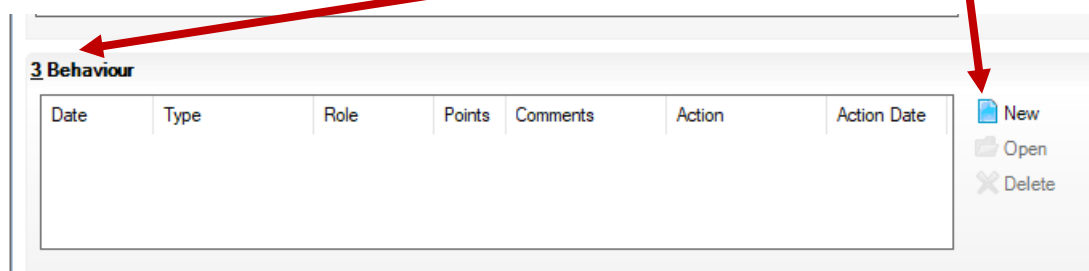 3 Behaviour
Date Type Role Points Comments Action Action Date
New
Open
Delete